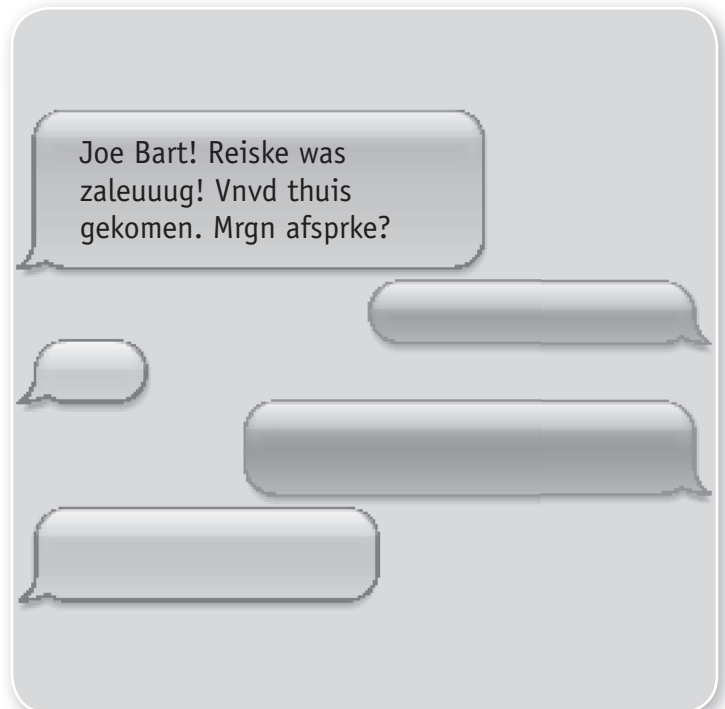 Joe Bart! Reiske was
zaleuuug! Vnvd thuis
gekomen. Mrgn afsprke?